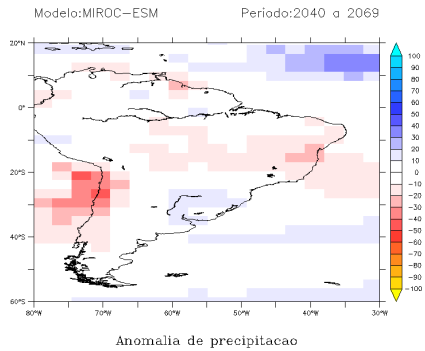 Modelo:MIROC-ESM
Periodo:2040 a 2069
20°N
0°
20°S
40°S
60°S
80°W
70°W
60°W
50°W
40°W
30°W
100
90
80
70
60
50
40
30
20
10
0
-10
-20
-30
-40
-50
-60
-70
-80
-90
-100
Anomalia de precipitacao